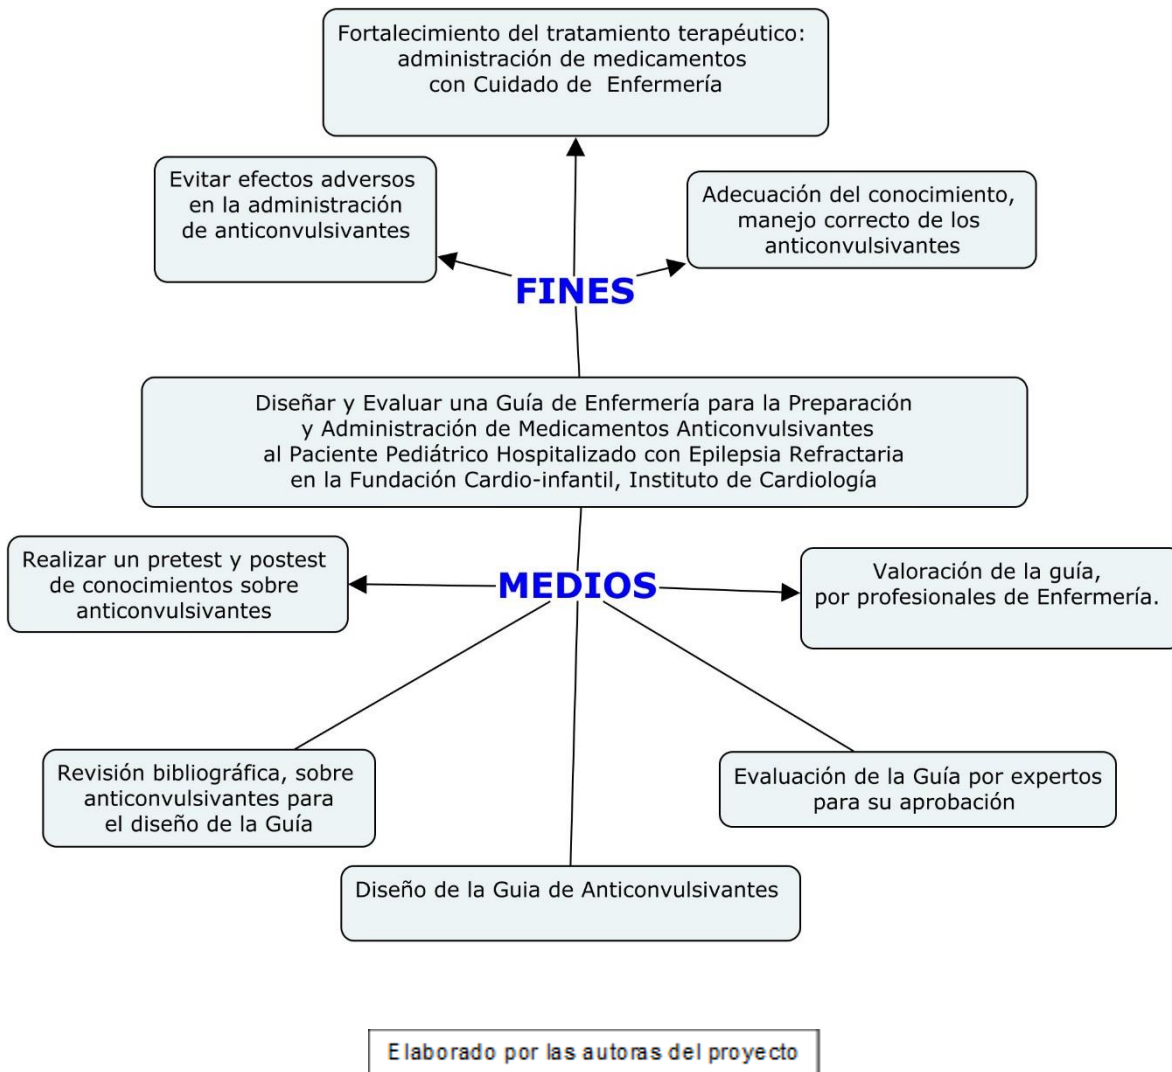 Fortalecimiento del tratamiento terapéutico:
administración de medicamentos
con Cuidado de Enfermería
Evitar efectos adversos
en la administración
de anticonvulsivantes
Adecuación del conocimiento,
manejo correcto de los
anticonvulsivantes
FINES
Diseñar y Evaluar una Guía de Enfermería para la Preparación
y Administración de Medicamentos Anticonvulsivantes
al Paciente Pediátrico Hospitalizado con Epilepsia Refractaria
en la Fundación Cardio-infantil, Instituto de Cardiología
Realizar un pretest y postest
de conocimientos sobre
anticonvulsivantes
MEDIOS
Valoración de la guía,
por profesionales de Enfermería.
Revisión bibliográfica, sobre
anticonvulsivantes para
el diseño de la Guía
Evaluación de la Guía por expertos
para su aprobación
Diseño de la Guia de Anticonvulsivantes
Elaborado por las autoras del proyecto